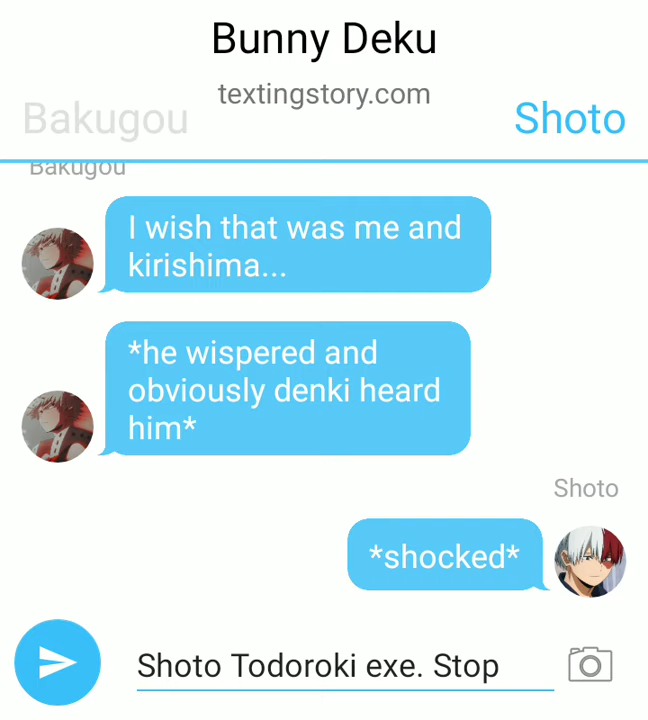 Bunny Deku
textingstory.com
Bakugou
Shoto
Bakugou
I wish that was me and
kirishima...
*he wispered and
obviously denki heard
him*
Shoto
*shocked*
Shoto Todoroki exe. Stop